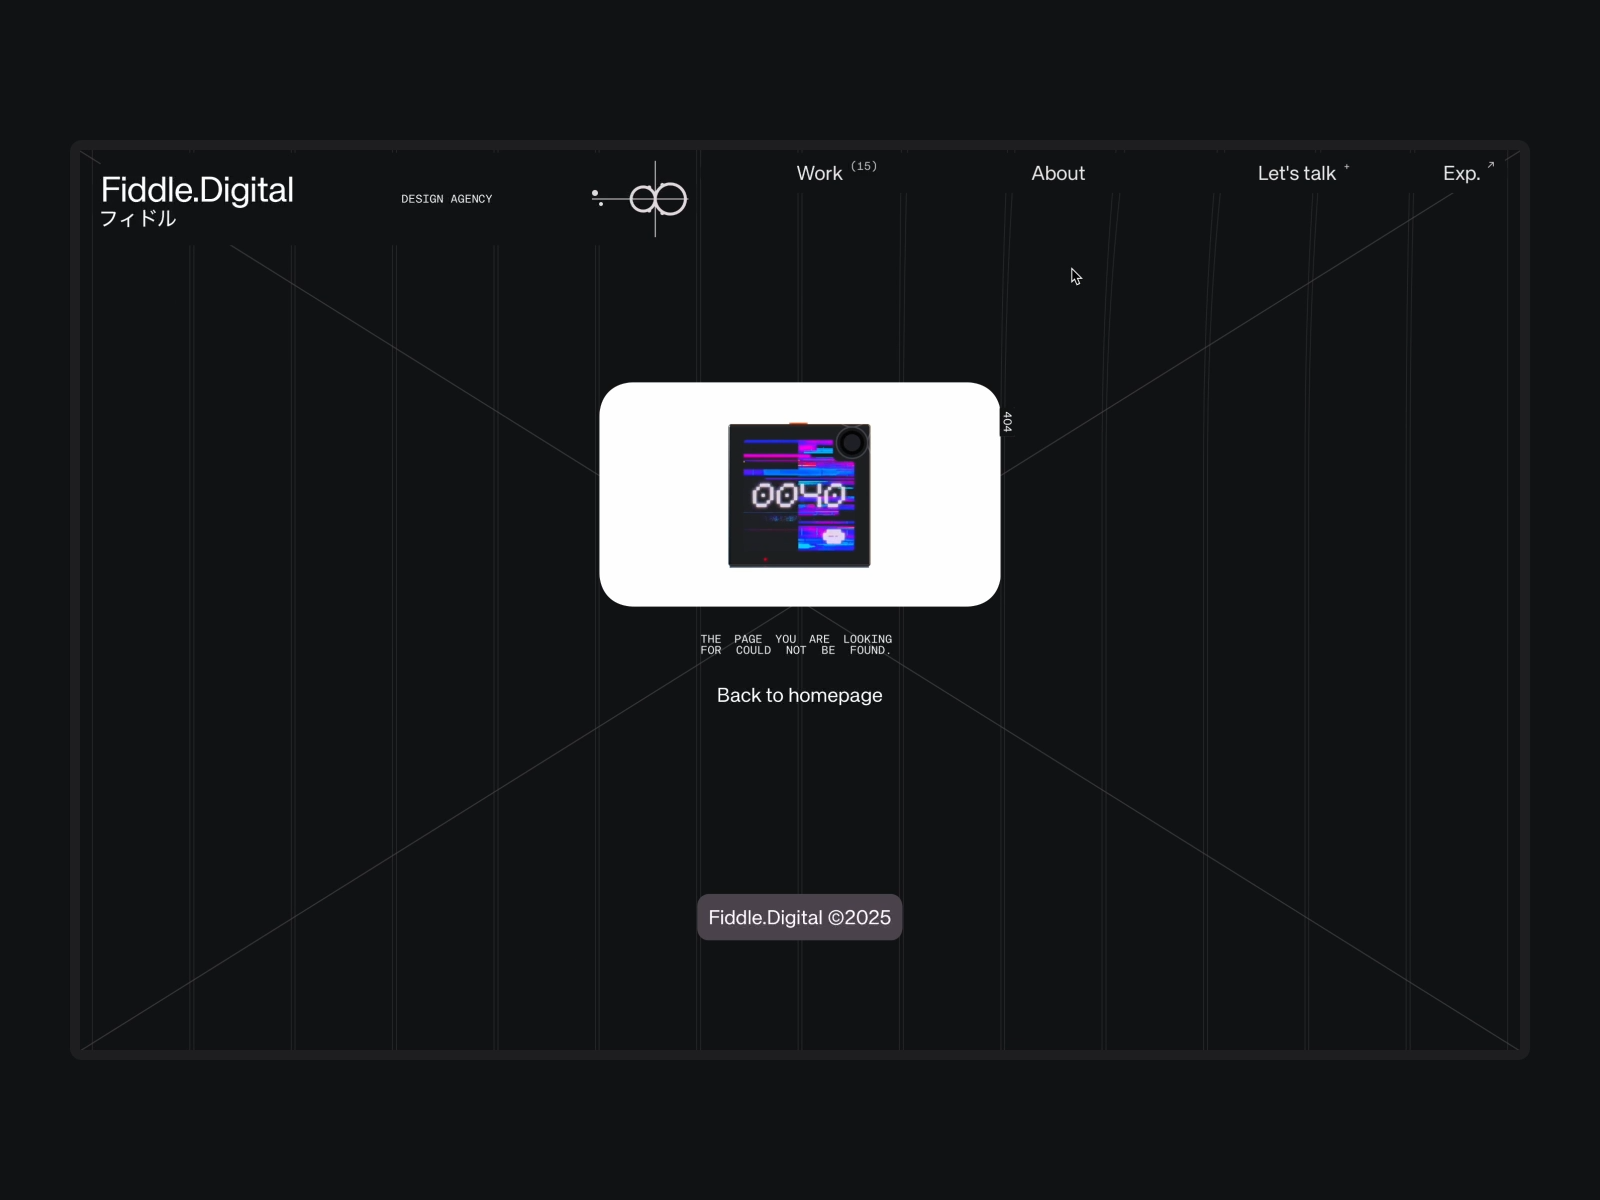 Fiddle.Digital
フィドル
DESIGN AGENCY
Work (15)
About
Let's talk +
Exp. ↗
404
0040
THE PAGE YOU ARE LOOKING
FOR COULD NOT BE FOUND.
Back to homepage
Fiddle.Digital ©2025